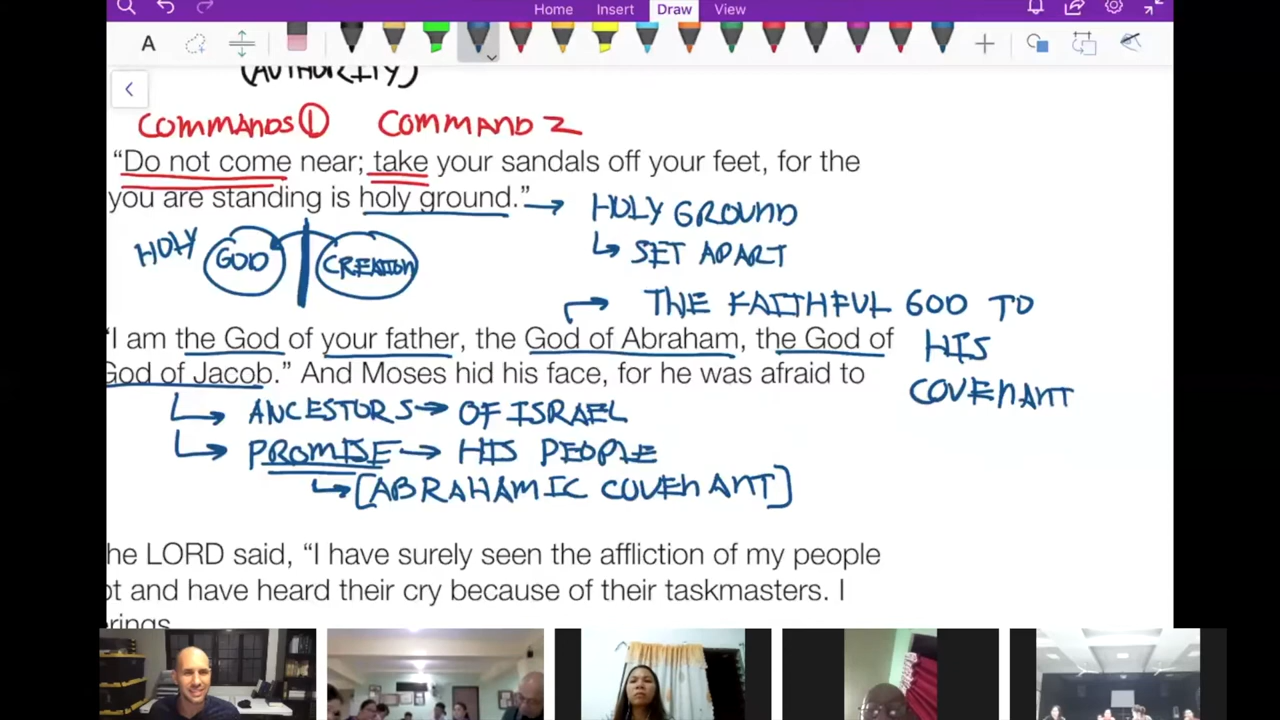 Home Insert Draw View
A
(AUTHORITY)
COMMANDS ① COMMAND 2
“Do not come near; take your sandals off your feet, for the
you are standing is holy ground.” → HOLY GROUND
↳ SET APART
HOLY GOD CREATION
→ THE FAITHFUL GOD TO
HIS
COVENANT
“I am the God of your father, the God of Abraham, the God of
God of Jacob.” And Moses hid his face, for he was afraid to
↳ ANCESTORS → OF ISRAEL
↳ PROMISE → HIS PEOPLE
↳ [ABRAHAMIC COVENANT]
he LORD said, “I have surely seen the affliction of my people
pt and have heard their cry because of their taskmasters. I
erings